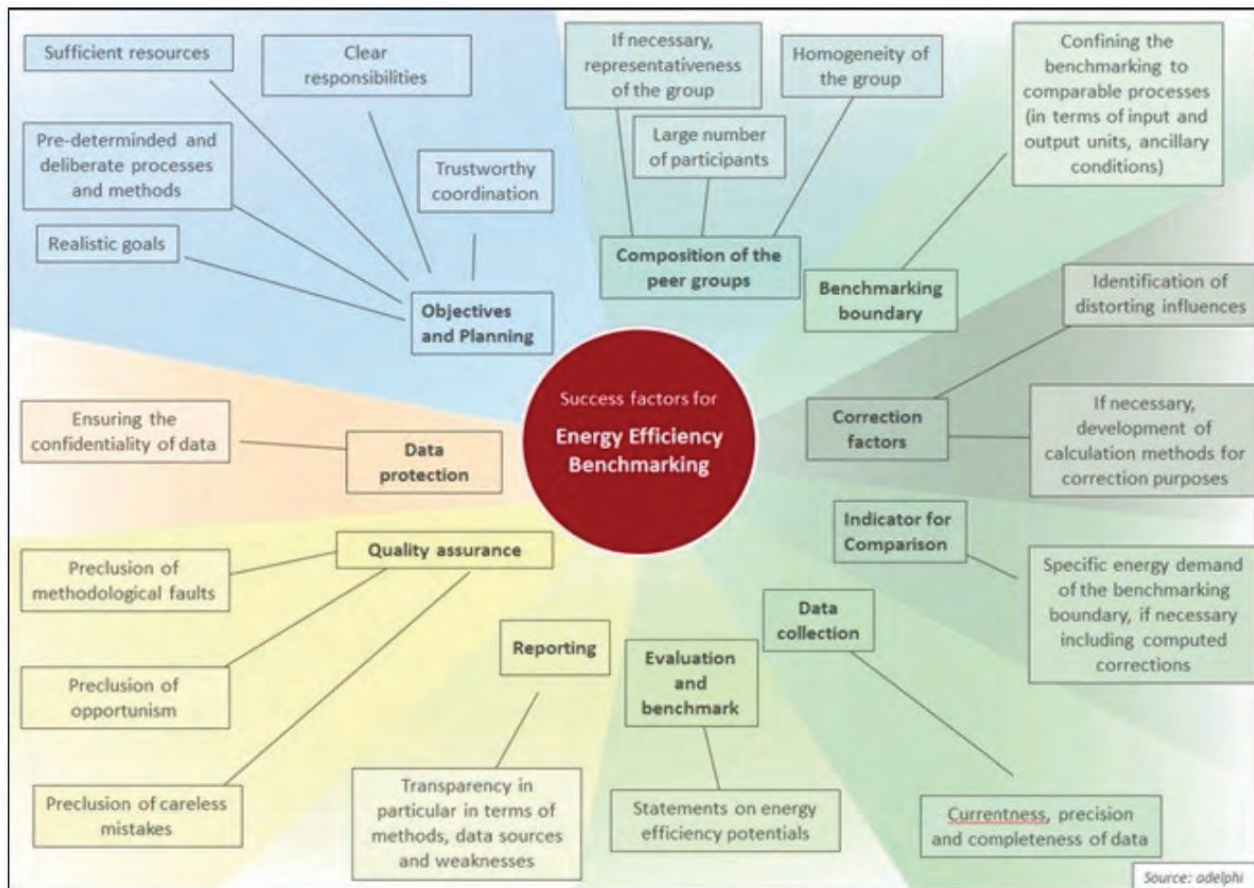 Sufficient resources
Clear
responsibilities
Pre-determinded and
deliberate processes
and methods
Trustworthy
coordination
Realistic goals
Objectives
and Planning
If necessary,
representativeness
of the group
Large number
of participants
Homogeneity
of the group
Composition of the
peer groups
Confining the
benchmarking to
comparable processes
(in terms of input and
output units, ancillary
conditions)
Benchmarking
boundary
Identification of
distorting influences
Correction
factors
If necessary,
development of
calculation methods for
correction purposes
Indicator for
Comparison
Specific energy demand
of the benchmarking
boundary, if necessary
including computed
corrections
Success factors for
Energy Efficiency
Benchmarking
Ensuring the
confidentiality of data
Data
protection
Quality assurance
Preclusion of
methodological faults
Preclusion of
opportunism
Preclusion of careless
mistakes
Reporting
Transparency in
particular in terms of
methods, data sources
and weaknesses
Evaluation
and
benchmark
Statements on energy
efficiency potentials
Data
collection
Currentness, precision
and completeness of data
Source: adelphi